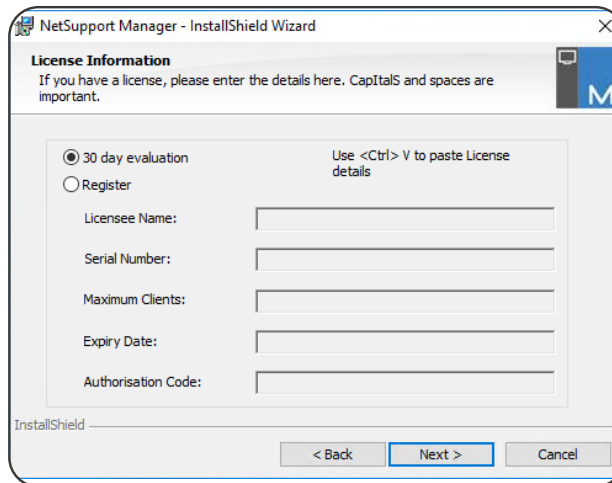 NetSupport Manager - InstallShield Wizard
License Information
If you have a license, please enter the details here. CapItalS and spaces are
important.
M
30 day evaluation
Use <Ctrl> V to paste License
details
Register
Licensee Name:
Serial Number:
Maximum Clients:
Expiry Date:
Authorisation Code:
InstallShield
< Back
Next >
Cancel